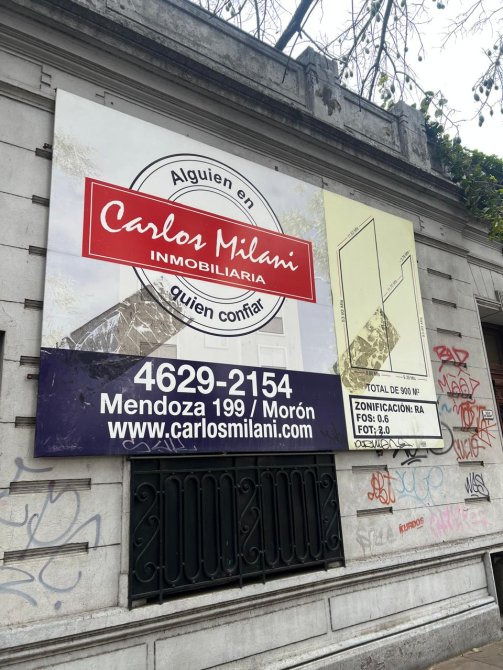 Alguien en
Carlos Milani
INMOBILIARIA
quien confiar
4629-2154
Mendoza 199 / Morón
www.carlosmilani.com
TOTAL DE 900 M²
ZONIFICACIÓN: RA
FOS: 0.6
FOT: 2.0